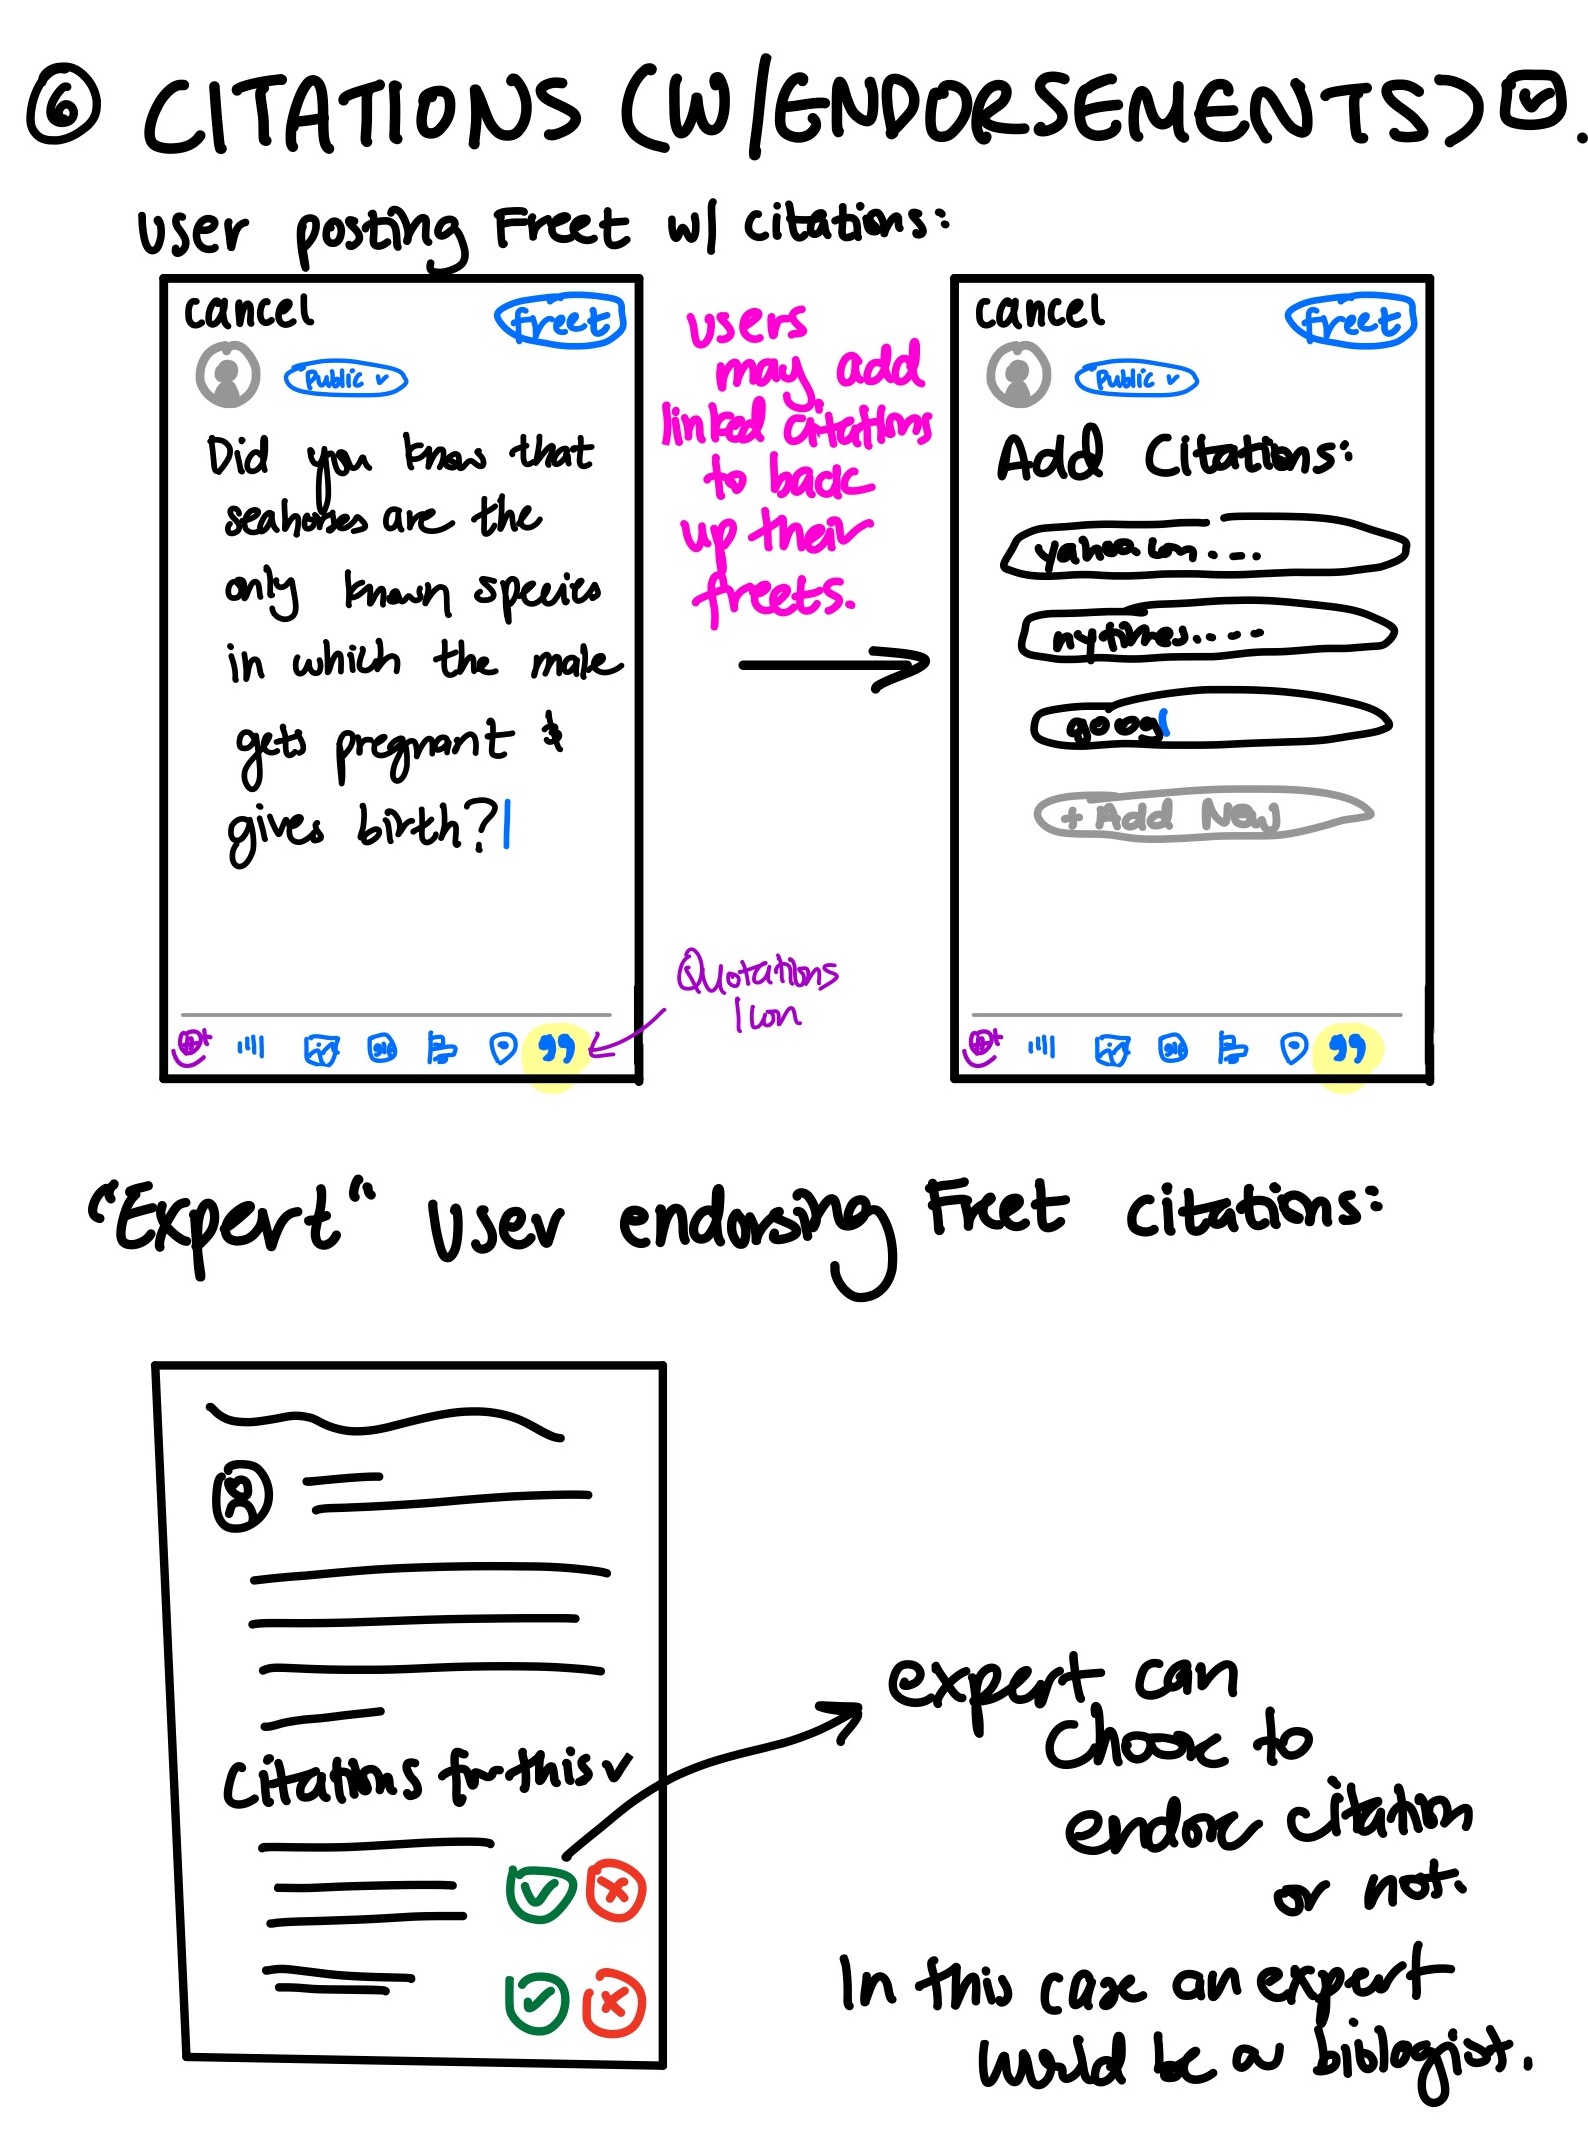 6 CITATIONS (W/ENDORSEMENTS)
User posting Freet w/ citations:
cancel
freet
Public
Did you know that
seahorses are the
only known species
in which the male
gets pregnant &
gives birth?
users
may add
linked citations
to back
up their
freets.
Quotations
Icon
cancel
freet
Public
Add Citations:
yahoo.com....
nytimes.....
goog
+ Add New
"Expert" User endorsing Freet citations:
Citations for this
expert can
choose to
endorse citation
or not.
In this case an expert
would be a biologist.